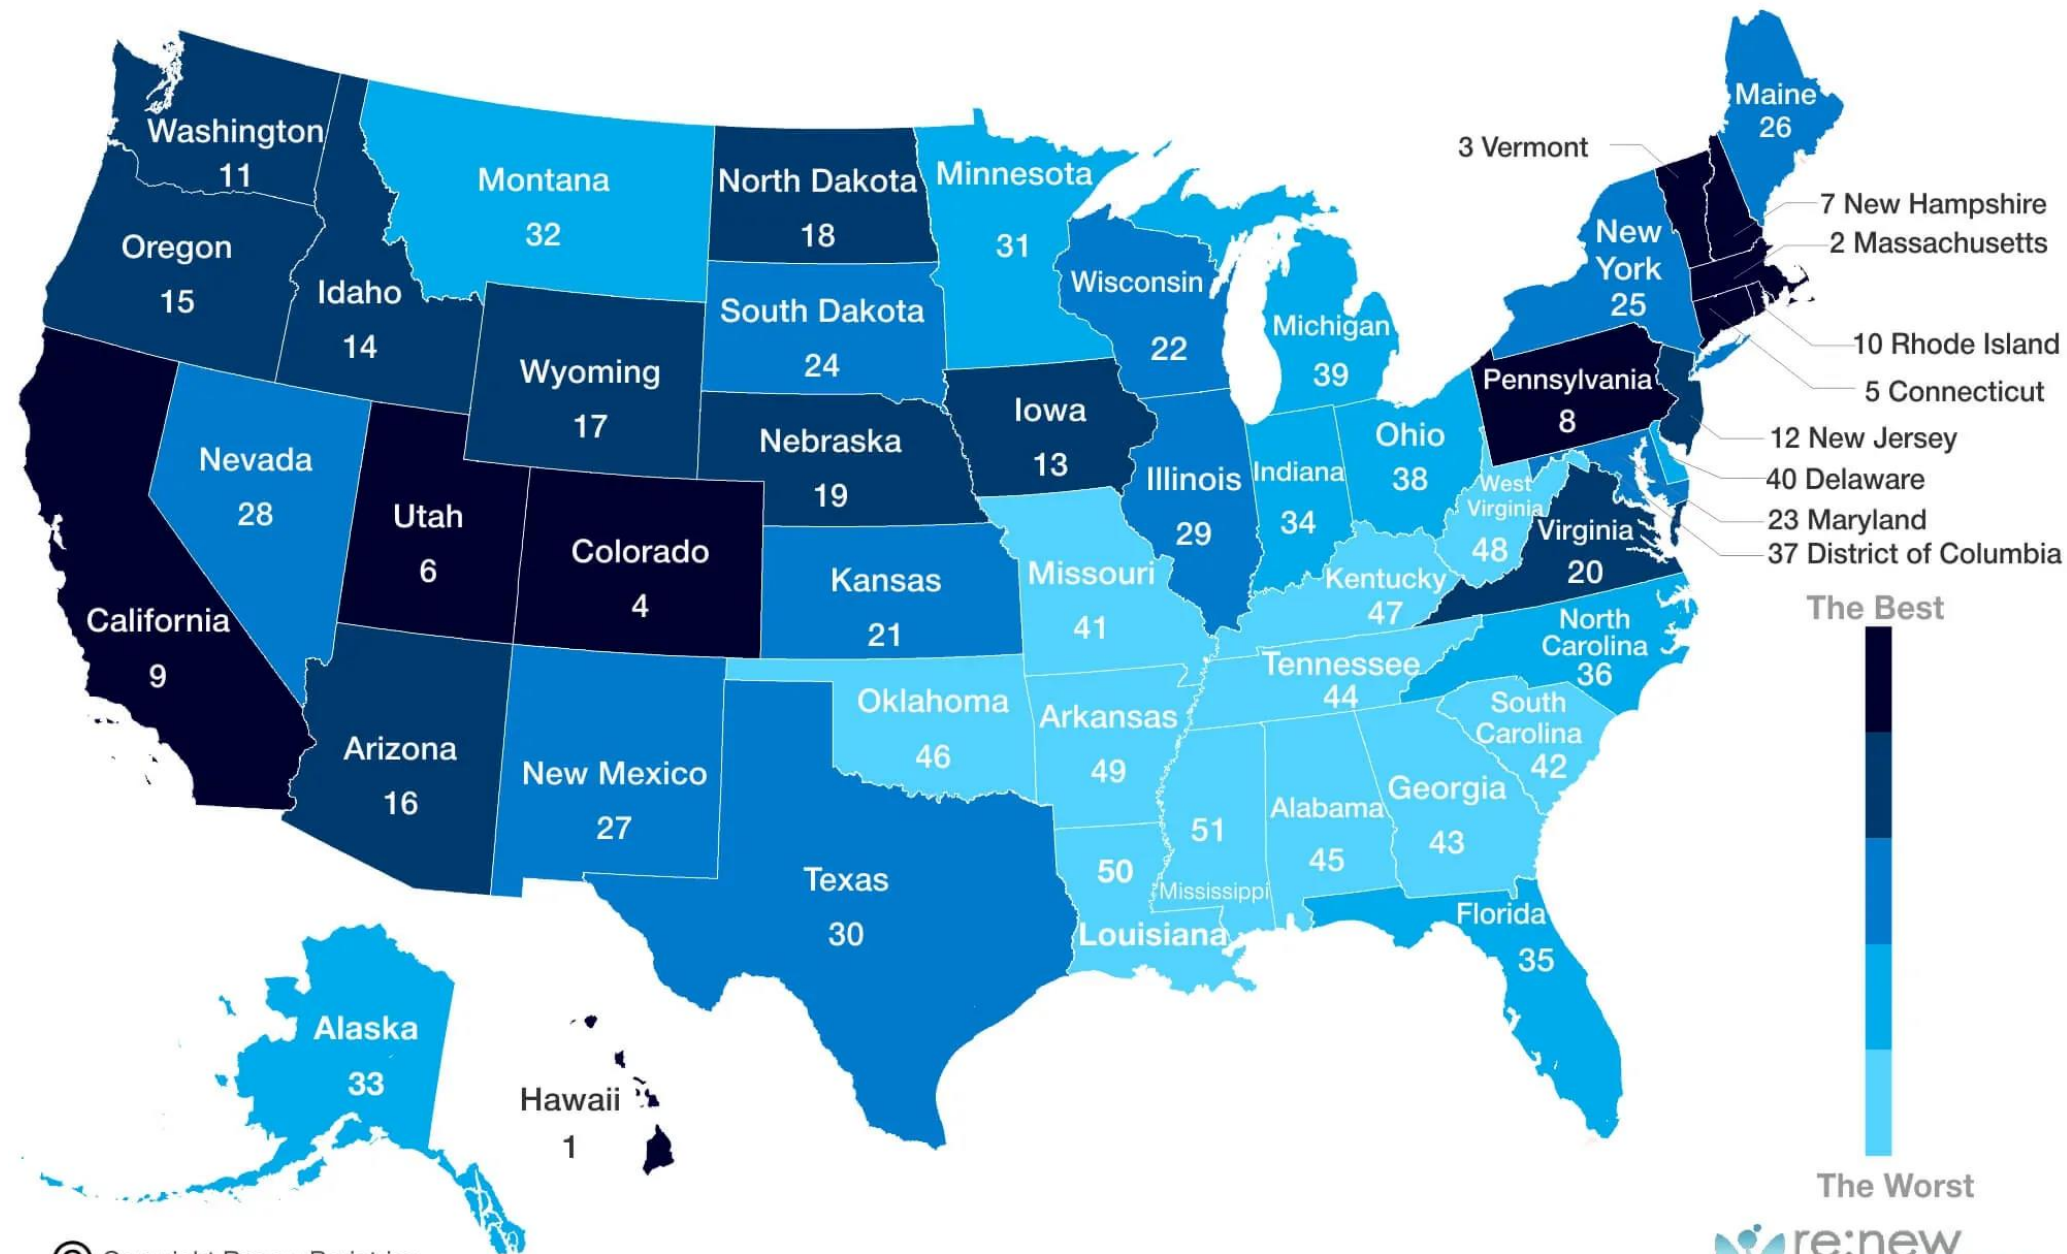 Maine
26
3 Vermont
Washington
11
Montana
32
North Dakota
18
Minnesota
31
7 New Hampshire
2 Massachusetts
New
York
25
Oregon
15
Idaho
14
South Dakota
24
Wisconsin
22
Michigan
39
10 Rhode Island
5 Connecticut
Wyoming
17
Pennsylvania
8
Iowa
13
Nebraska
19
Ohio
38
12 New Jersey
40 Delaware
23 Maryland
37 District of Columbia
Nevada
28
Utah
6
Colorado
4
Illinois
29
Indiana
34
West
Virginia
48
Virginia
20
Kansas
21
Missouri
41
Kentucky
47
California
9
The Best
North
Carolina
36
Tennessee
44
Oklahoma
46
Arkansas
49
South
Carolina
42
Arizona
16
New Mexico
27
Georgia
43
Alabama
45
51
Mississippi
50
Louisiana
Texas
30
Florida
35
Alaska
33
Hawaii
1
The Worst
re:new